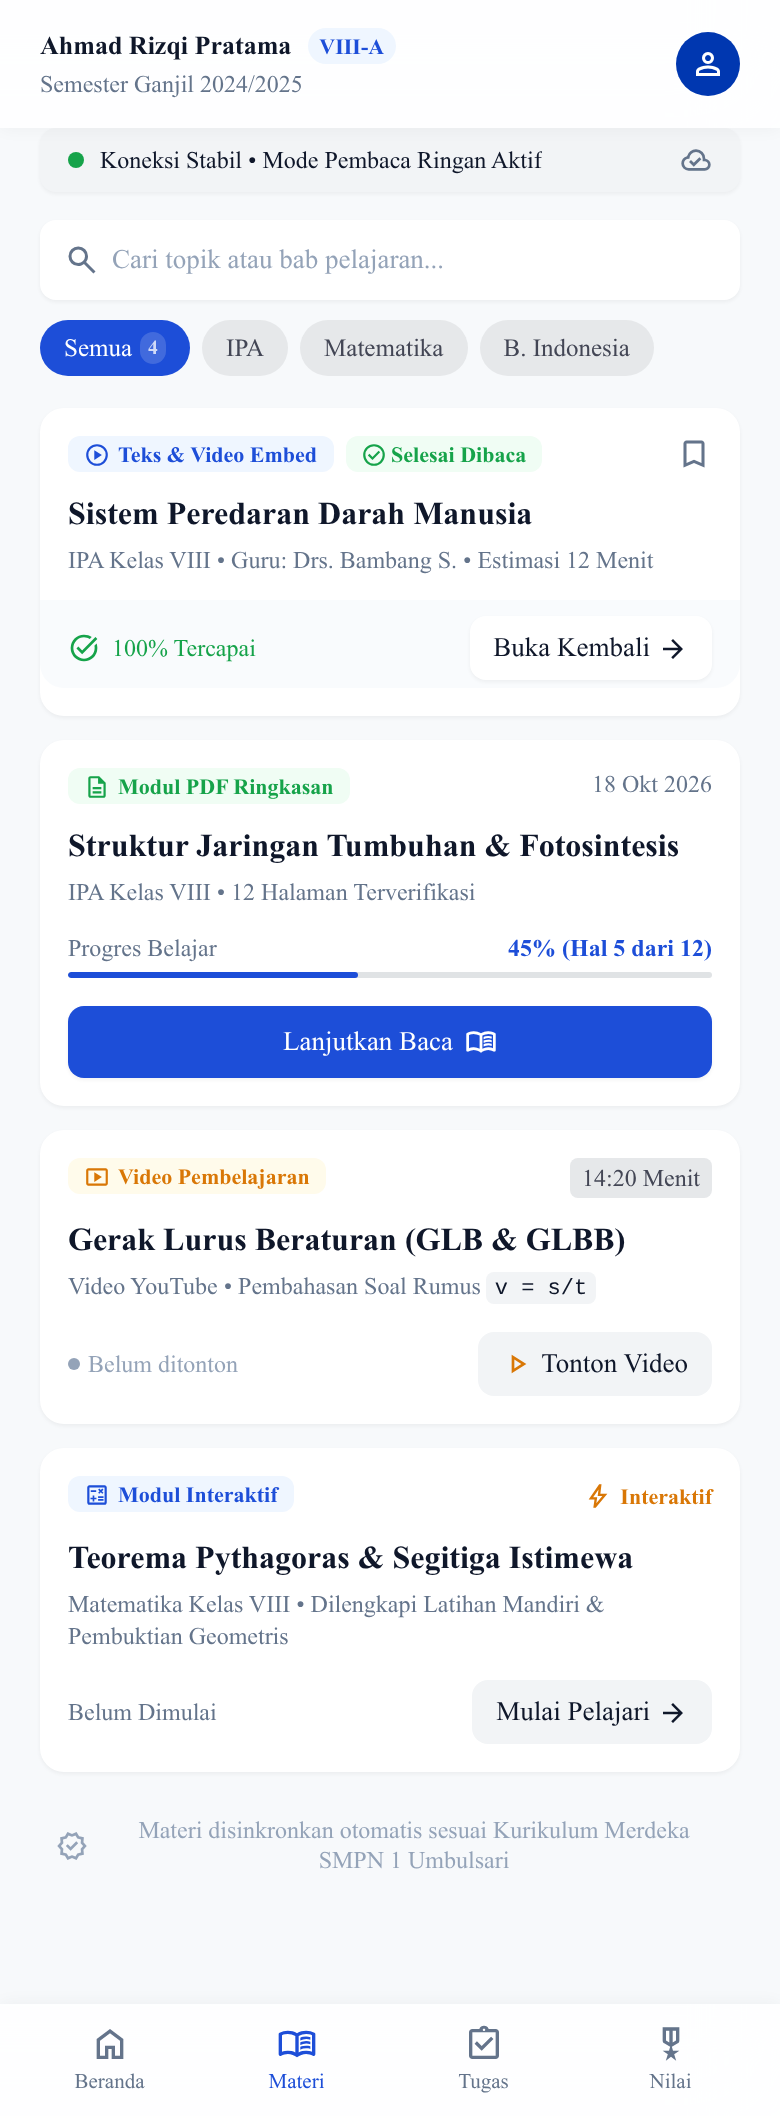 Ahmad Rizqi Pratama VIII-A
Semester Ganjil 2024/2025
Koneksi Stabil • Mode Pembaca Ringan Aktif
Cari topik atau bab pelajaran...
Semua 4 IPA Matematika B. Indonesia
Teks & Video Embed Selesai Dibaca
Sistem Peredaran Darah Manusia
IPA Kelas VIII • Guru: Drs. Bambang S. • Estimasi 12 Menit
100% Tercapai Buka Kembali →
Modul PDF Ringkasan 18 Okt 2026
Struktur Jaringan Tumbuhan & Fotosintesis
IPA Kelas VIII • 12 Halaman Terverifikasi
Progres Belajar 45% (Hal 5 dari 12)
Lanjutkan Baca
Video Pembelajaran 14:20 Menit
Gerak Lurus Beraturan (GLB & GLBB)
Video YouTube • Pembahasan Soal Rumus v = s/t
Belum ditonton Tonton Video
Modul Interaktif Interaktif
Teorema Pythagoras & Segitiga Istimewa
Matematika Kelas VIII • Dilengkapi Latihan Mandiri &
Pembuktian Geometris
Belum Dimulai Mulai Pelajari →
Materi disinkronkan otomatis sesuai Kurikulum Merdeka
SMPN 1 Umbulsari
Beranda Materi Tugas Nilai